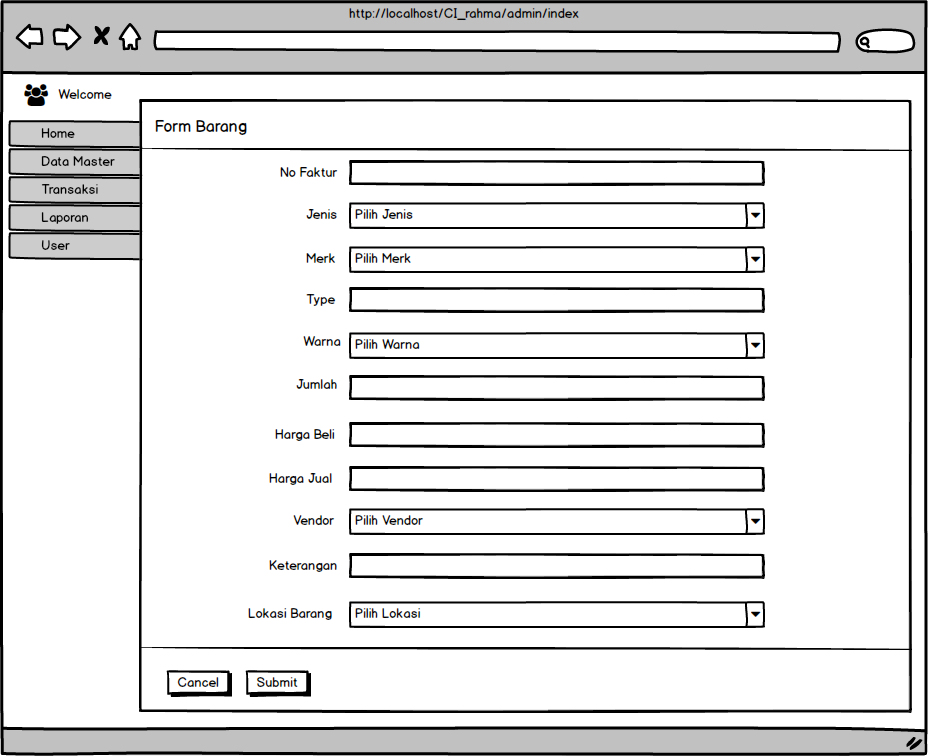 http://localhost/CI_rahma/admin/index
Welcome
Home
Data Master
Transaksi
Laporan
User
Form Barang
No Faktur
Jenis
Pilih Jenis
Merk
Pilih Merk
Type
Warna
Pilih Warna
Jumlah
Harga Beli
Harga Jual
Vendor
Pilih Vendor
Keterangan
Lokasi Barang
Pilih Lokasi
Cancel
Submit